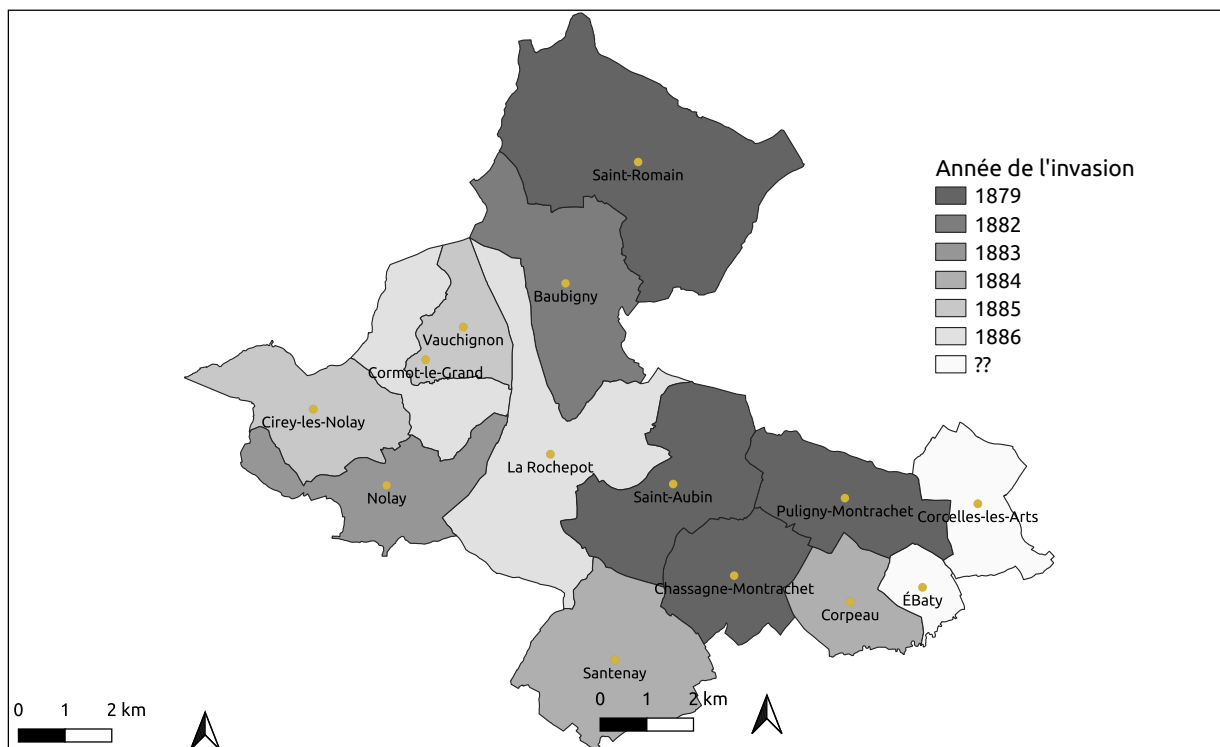 Saint-Romain
Année de l'invasion
1879
1882
1883
1884
1885
1886
??
Baubigny
Vauchignon
Cormot-le-Grand
Cirey-les-Nolay
La Rochepot
Nolay
Saint-Aubin
Puligny-Montrachet
Corcelles-les-Arts
Chassagne-Montrachet
ÉBaty
Corpeau
Santenay
0 1 2 km
0 1 2 km